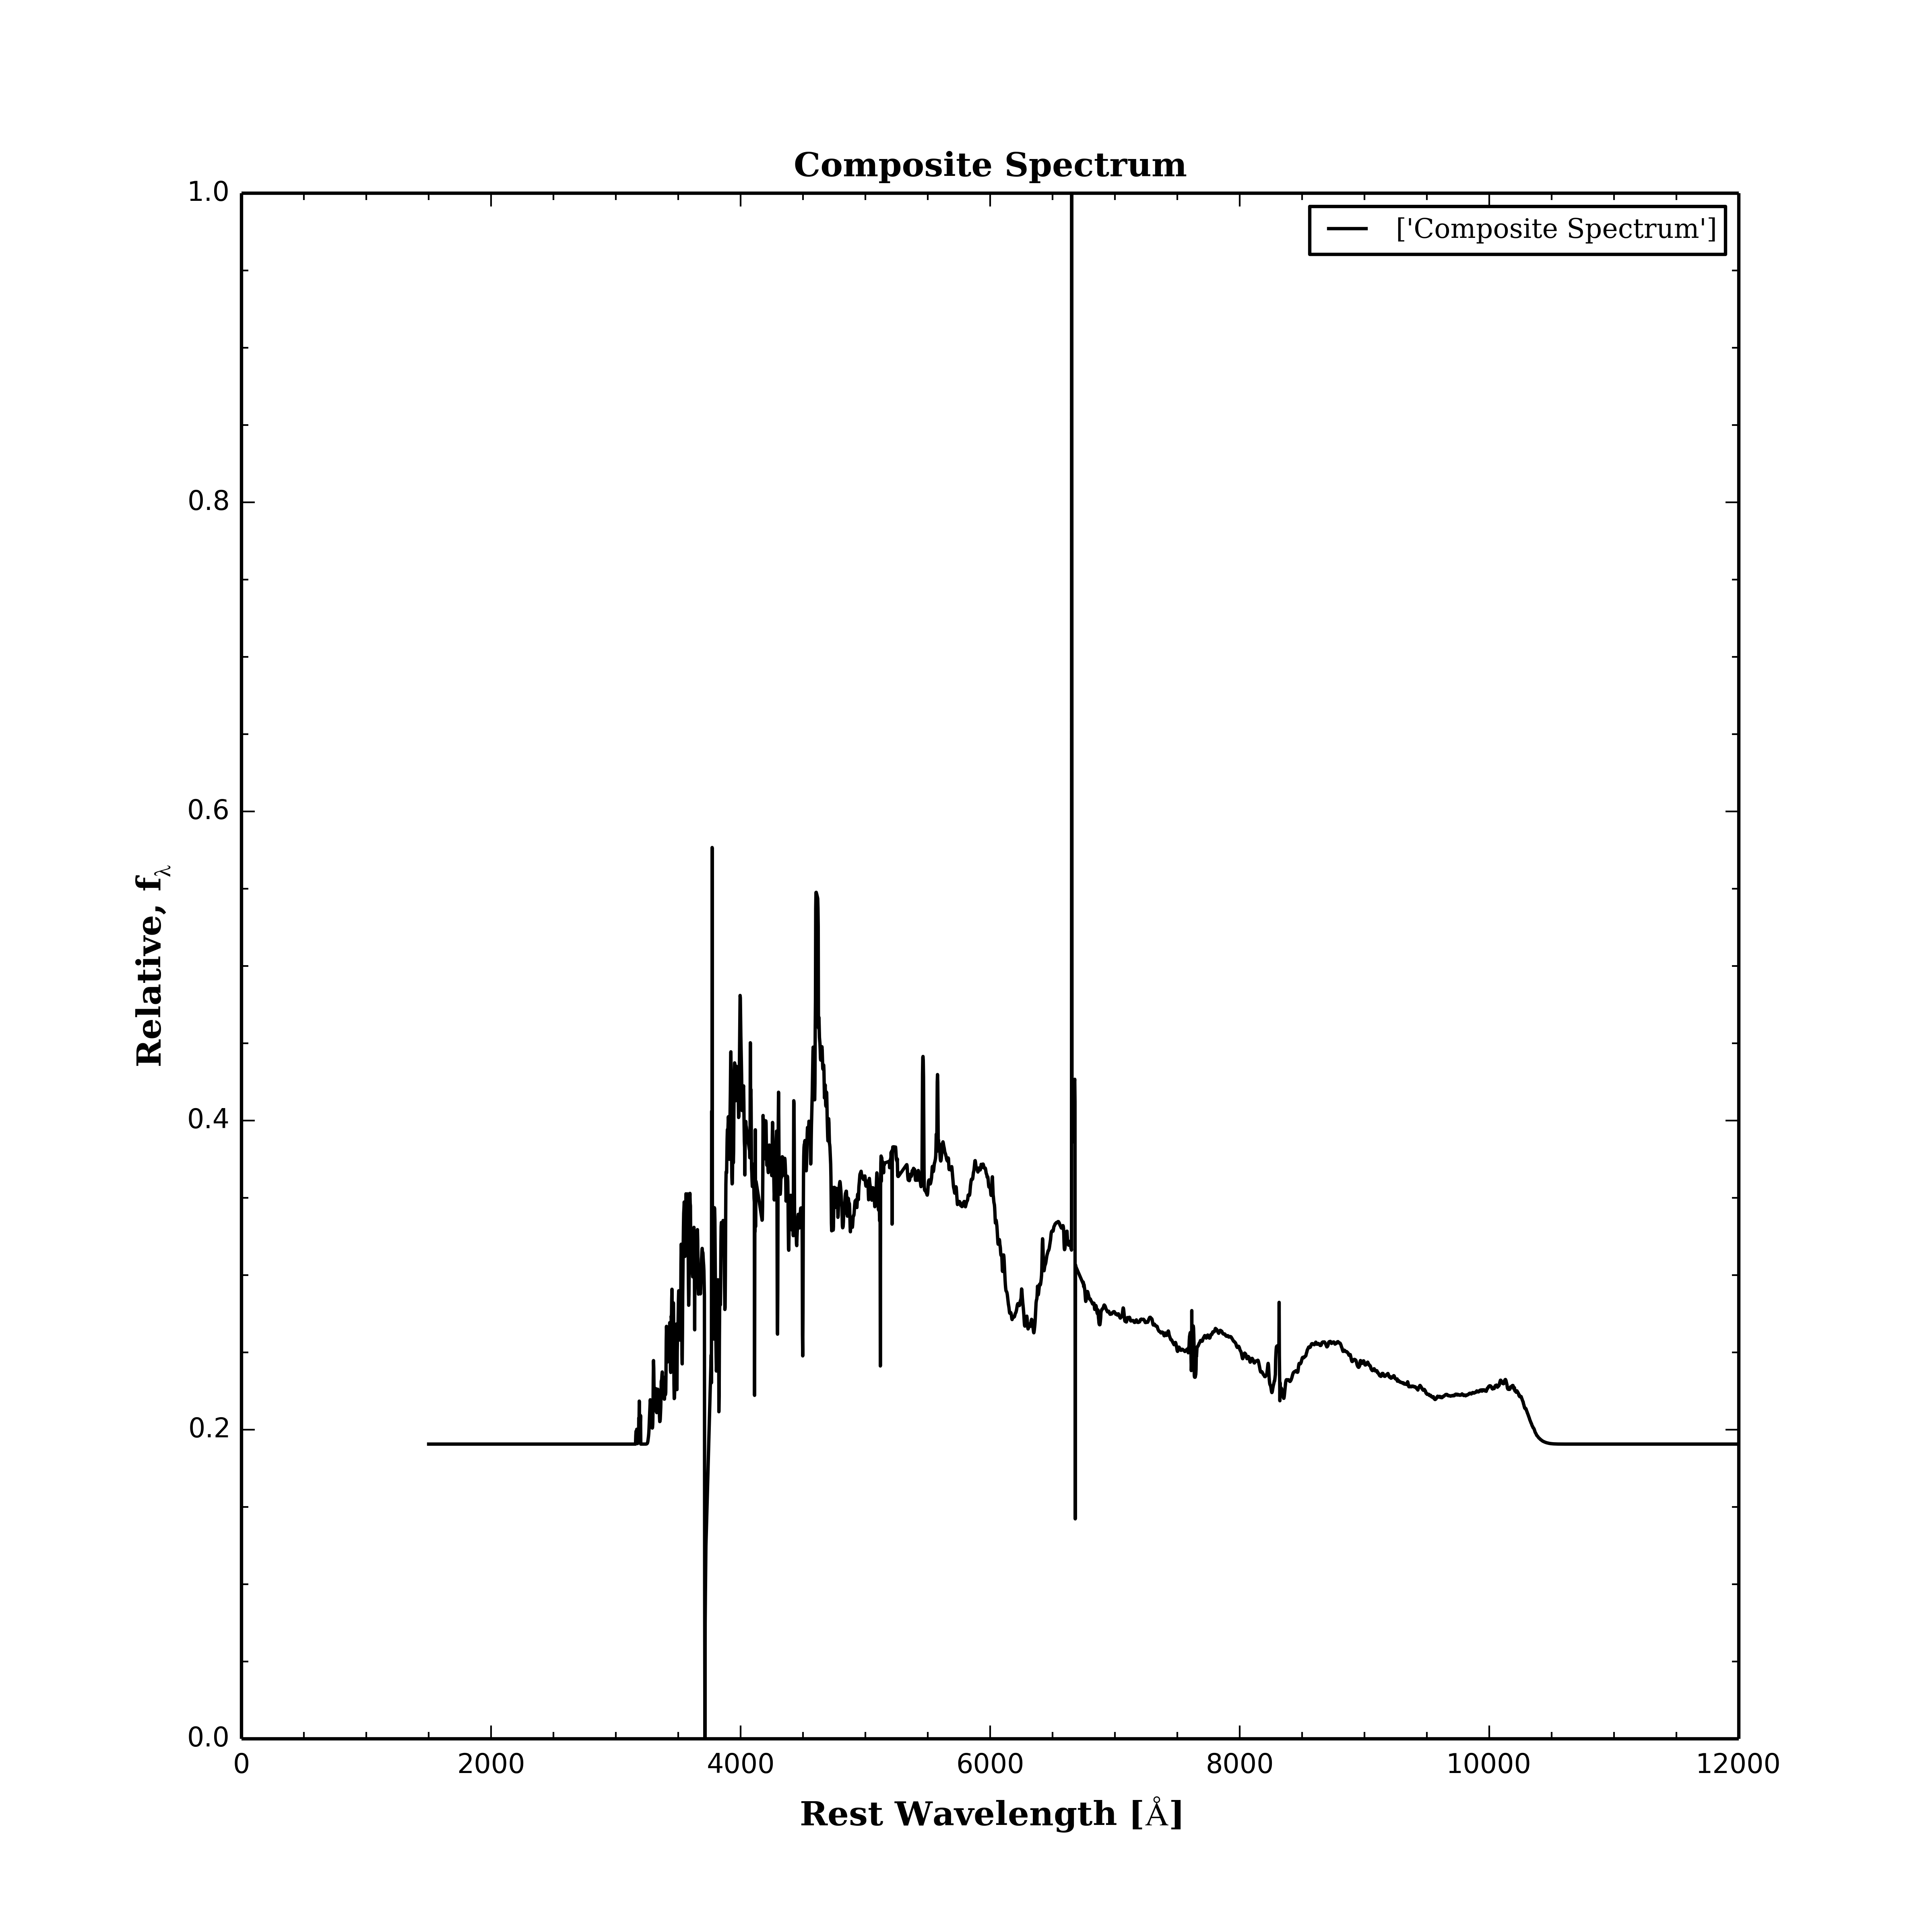 Composite Spectrum
['Composite Spectrum']
1.0
0.8
0.6
0.4
0.2
0.0
Relative, fλ
0 2000 4000 6000 8000 10000 12000
Rest Wavelength [Å]